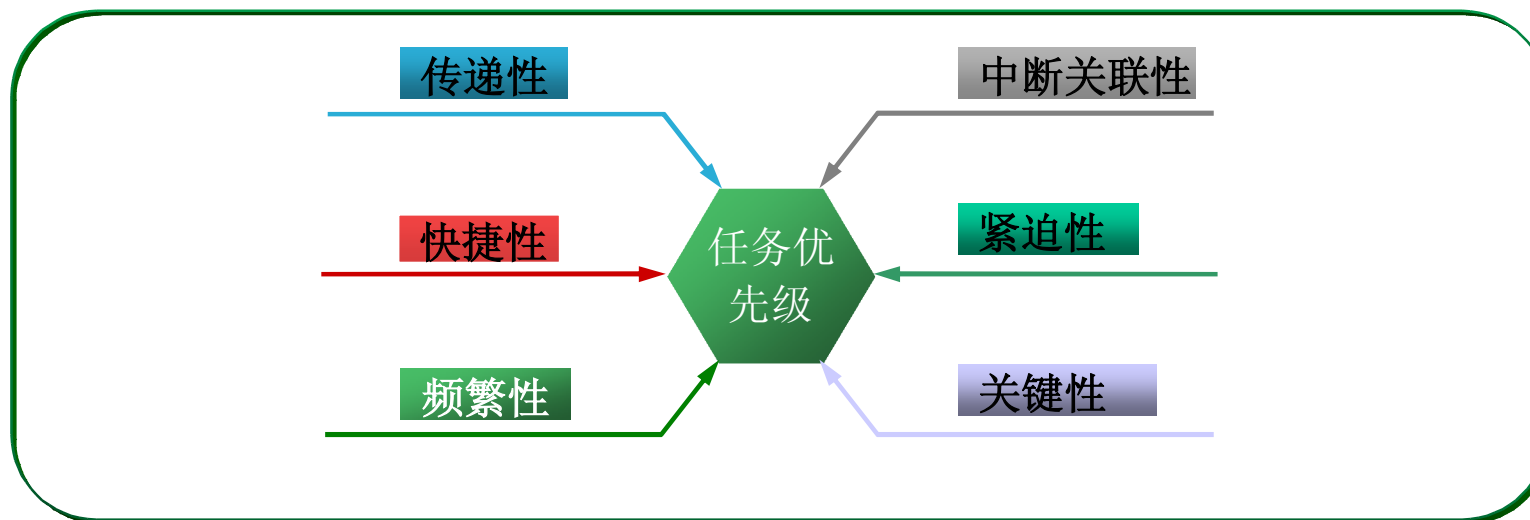 传递性
中断关联性
快捷性
紧迫性
任务优
先级
频繁性
关键性